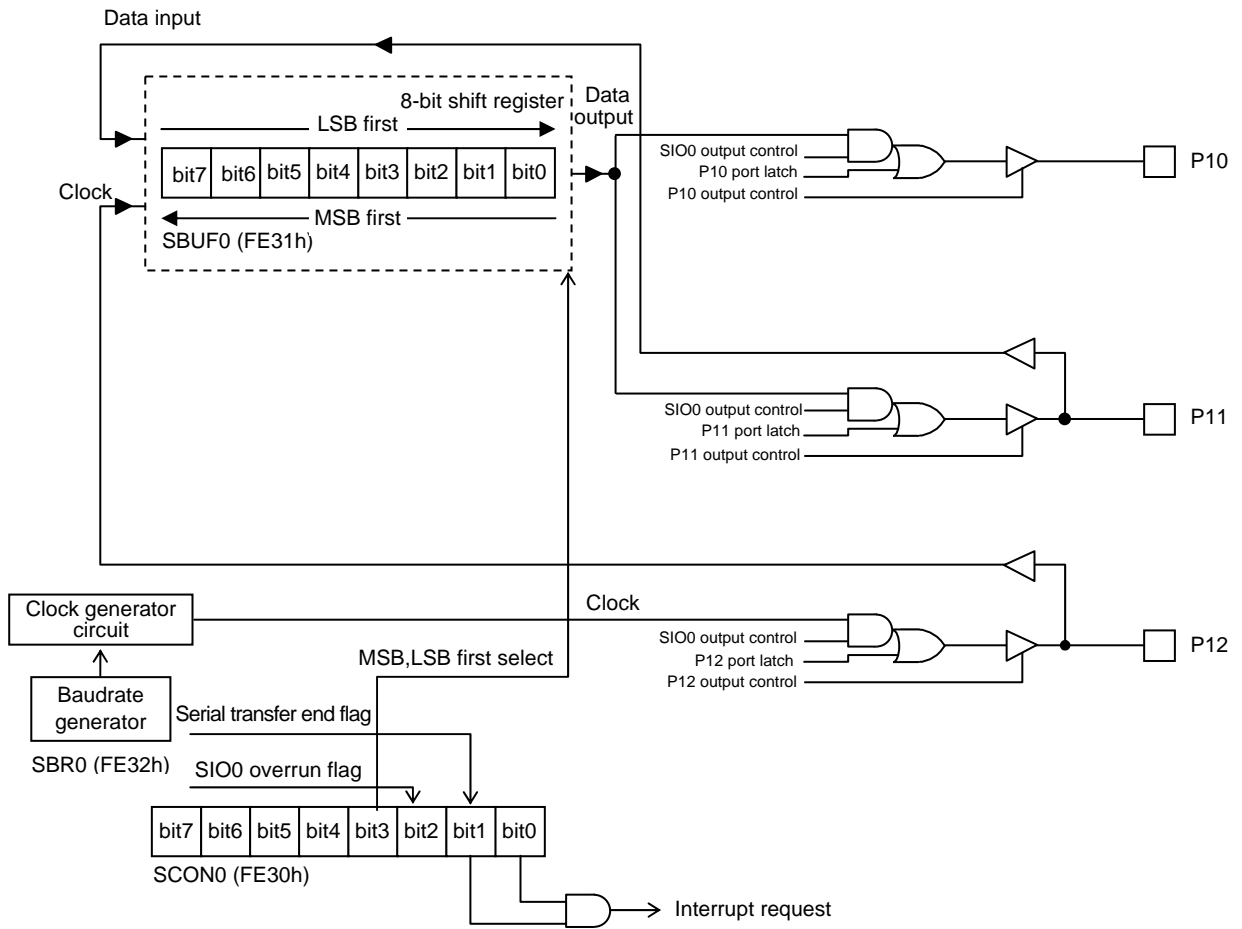 Data input
8-bit shift register
Data
output
LSB first
bit7 bit6 bit5 bit4 bit3 bit2 bit1 bit0
MSB first
SBUF0 (FE31h)
Clock
SIO0 output control
P10 port latch
P10 output control
P10
SIO0 output control
P11 port latch
P11 output control
P11
Clock generator
circuit
Clock
SIO0 output control
P12 port latch
P12 output control
P12
MSB,LSB first select
Baudrate
generator
SBR0 (FE32h)
Serial transfer end flag
SIO0 overrun flag
bit7 bit6 bit5 bit4 bit3 bit2 bit1 bit0
SCON0 (FE30h)
Interrupt request